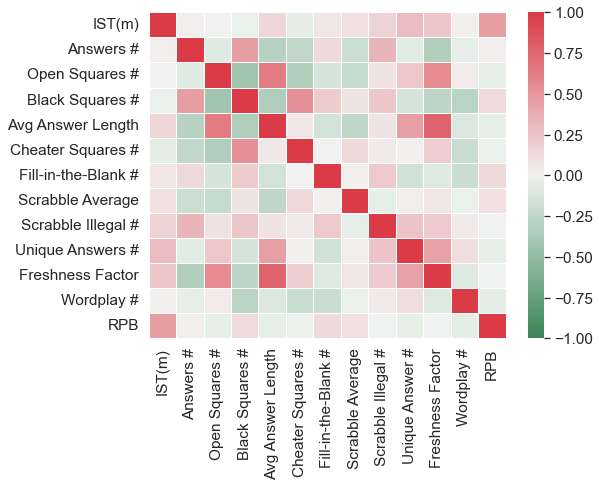 IST(m)
Answers #
Open Squares #
Black Squares #
Avg Answer Length
Cheater Squares #
Fill-in-the-Blank #
Scrabble Average
Scrabble Illegal #
Unique Answers #
Freshness Factor
Wordplay #
RPB
IST(m)
Answers #
Open Squares #
Black Squares #
Avg Answer Length
Cheater Squares #
Fill-in-the-Blank #
Scrabble Average
Scrabble Illegal #
Unique Answer #
Freshness Factor
Wordplay #
RPB
1.00
0.75
0.50
0.25
0.00
−0.25
−0.50
−0.75
−1.00